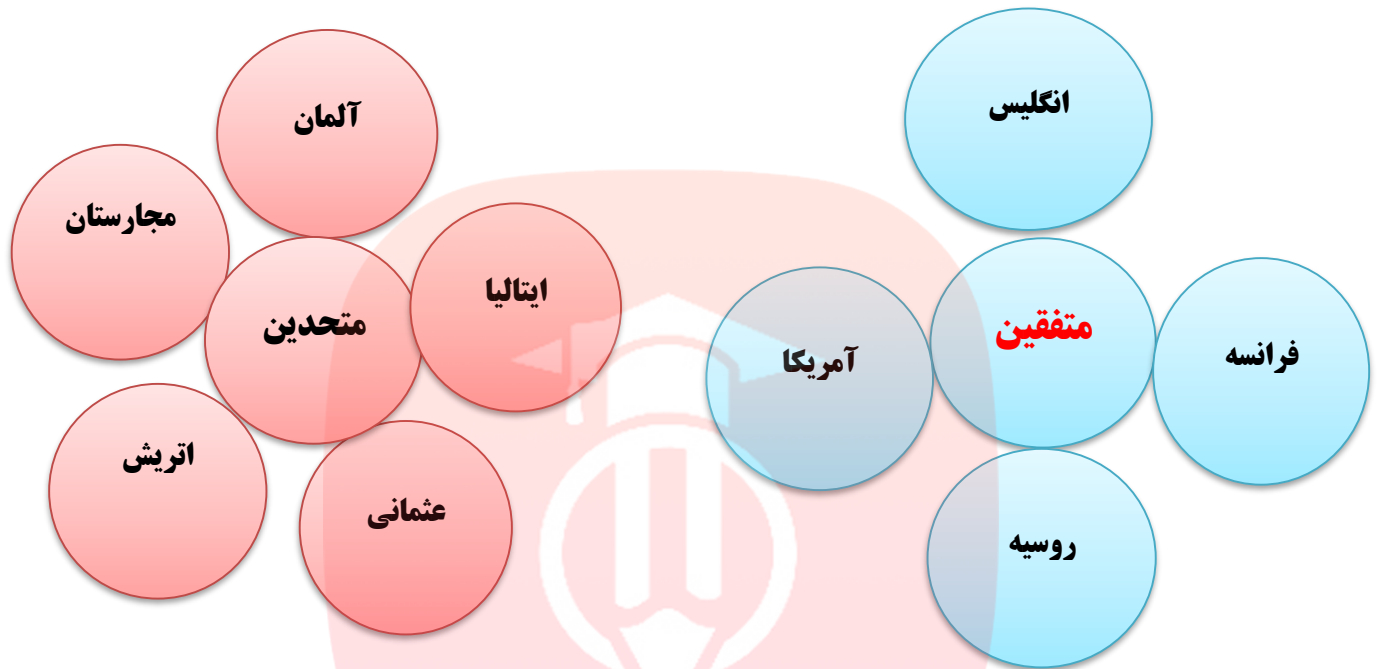 انگلیس
متفقین
فرانسه
آمریکا
روسیه
آلمان
مجارستان
ایتالیا
متحدین
اتریش
عثمانی